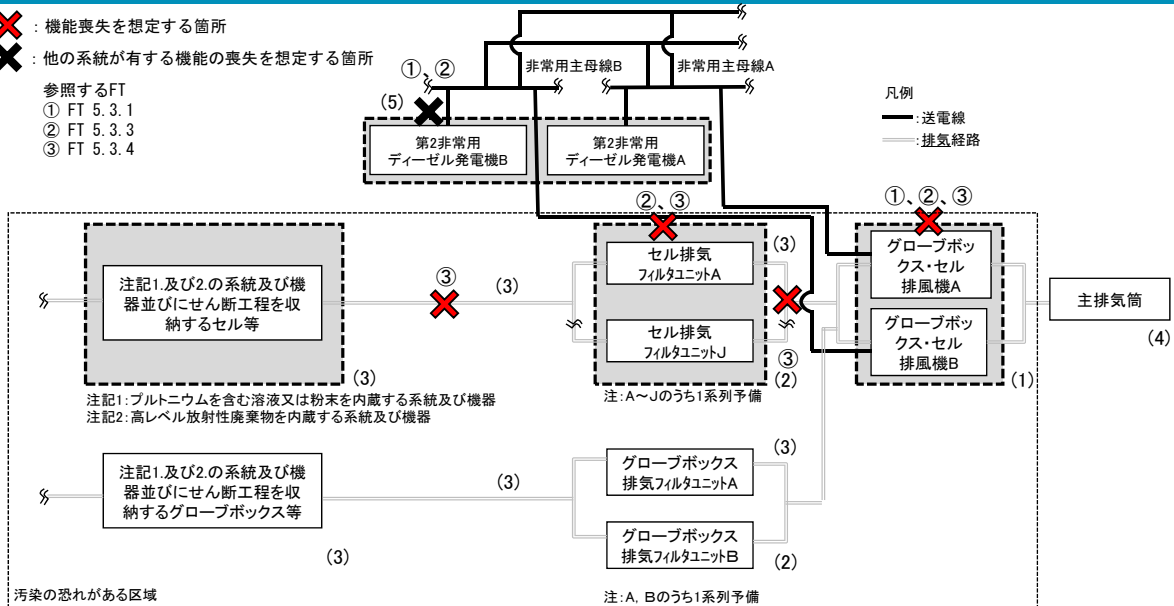 ：機能喪失を想定する箇所
：他の系統が有する機能の喪失を想定する箇所
参照するFT
① FT 5.3.1
② FT 5.3.3
③ FT 5.3.4
①、②
(5)
非常用主母線B
非常用主母線A
第2非常用
ディーゼル発電機B
第2非常用
ディーゼル発電機A
凡例
：送電線
：排気経路
②、③
①、②、③
注記1.及び2.の系統及び機
器並びにせん断工程を収
納するセル等
③
(3)
セル排気
フィルタユニットA
(3)
セル排気
フィルタユニットJ
③
(2)
グローブボッ
クス・セル
排風機A
グローブボッ
クス・セル
排風機B
(1)
主排気筒
(4)
(3)
注記1：プルトニウムを含む溶液又は粉末を内蔵する系統及び機器
注記2：高レベル放射性廃棄物を内蔵する系統及び機器
注：A～Jのうち1系列予備
注記1.及び2.の系統及び機
器並びにせん断工程を収
納するグローブボックス等
(3)
(3)
グローブボックス
排気フィルタユニットA
(3)
グローブボックス
排気フィルタユニットB
(2)
汚染の恐れがある区域
注：A, Bのうち1系列予備